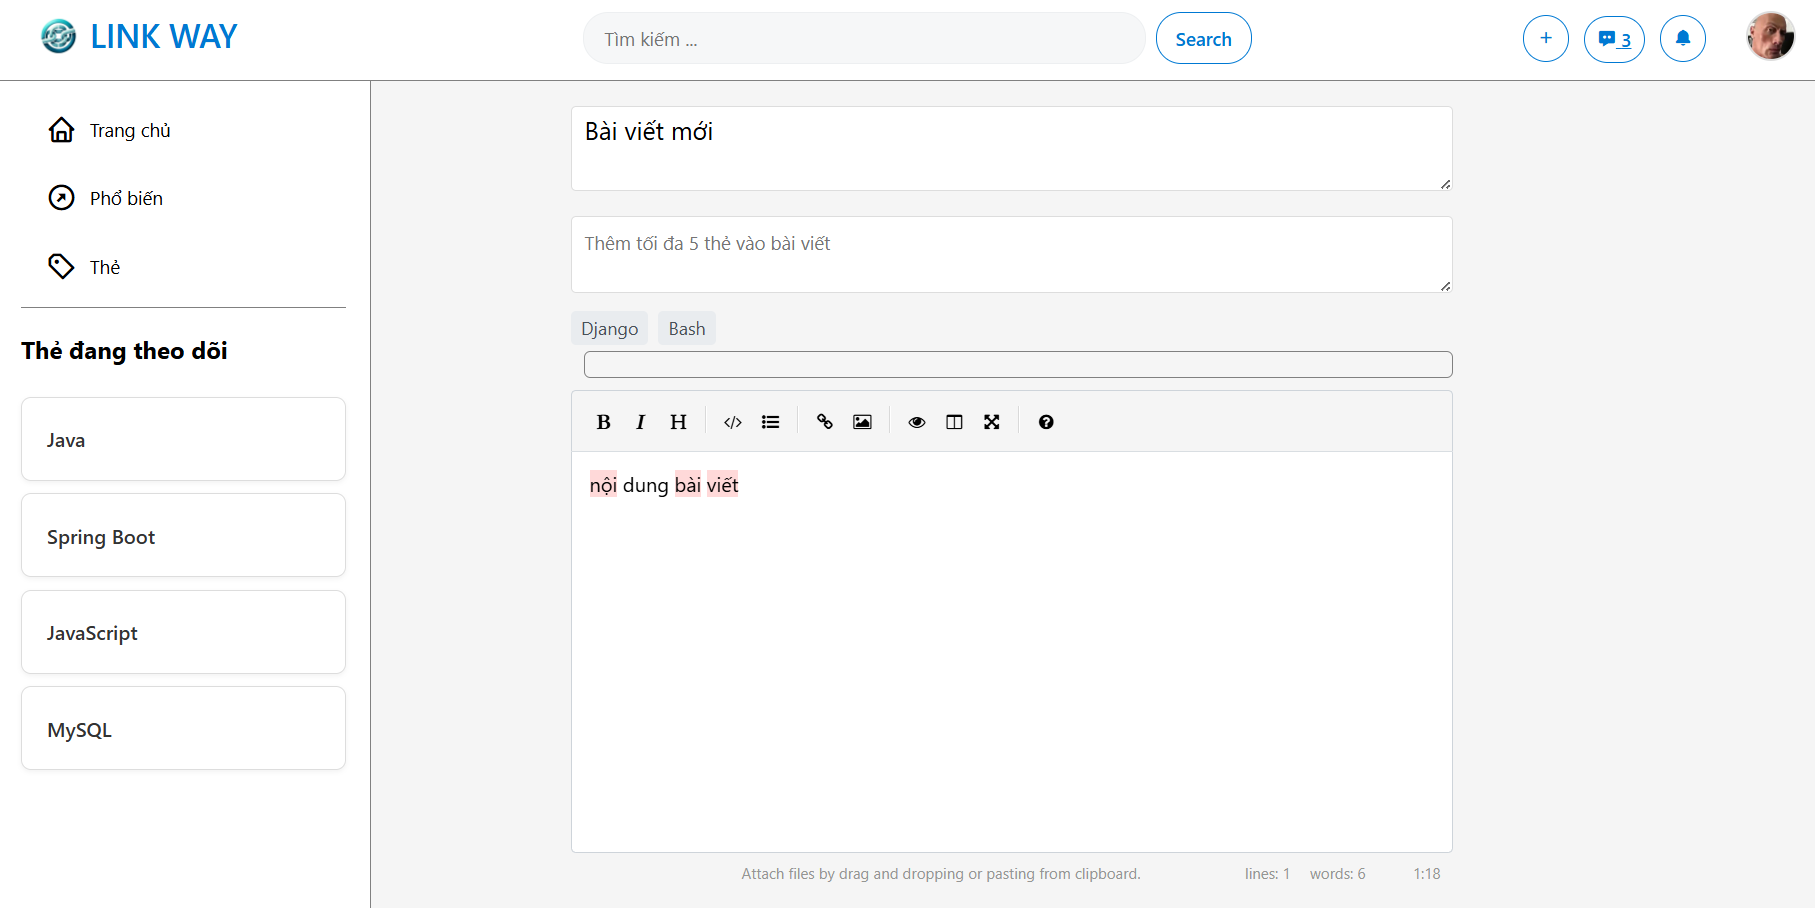 LINK WAY
Tìm kiếm ...
Search
+
3
Trang chủ
Phổ biến
Thẻ
Thẻ đang theo dõi
Java
Spring Boot
JavaScript
MySQL
Bài viết mới
Thêm tối đa 5 thẻ vào bài viết
Django Bash
B I H
nội dung bài viết
Attach files by drag and dropping or pasting from clipboard. lines: 1 words: 6 1:18